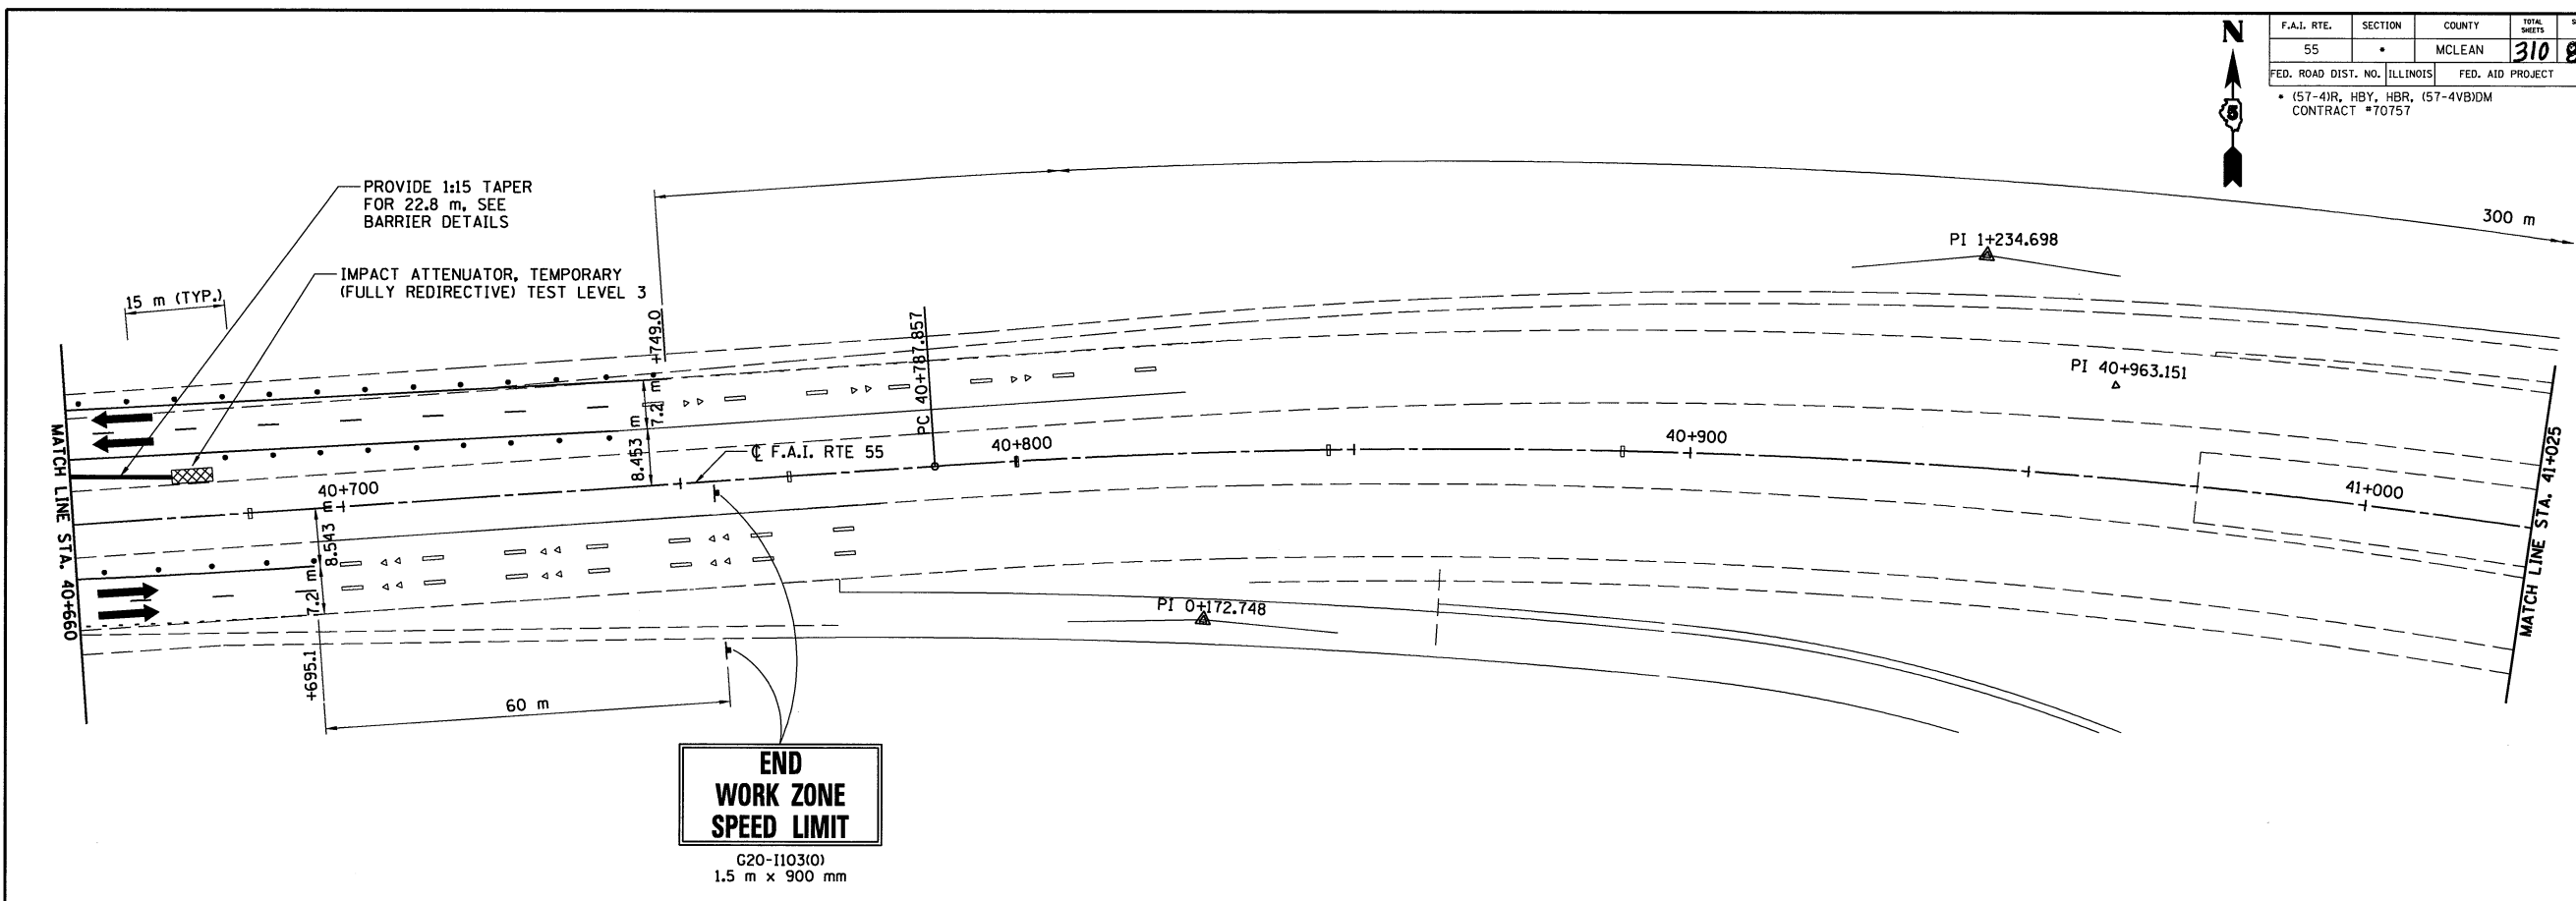 N
5
F.A.I. RTE. SECTION COUNTY TOTAL SHEETS
55 • MCLEAN 310
FED. ROAD DIST. NO. ILLINOIS FED. AID PROJECT
• (57-4)R, HBY, HBR, (57-4VB)DM
CONTRACT #70757
PROVIDE 1:15 TAPER
FOR 22.8 m, SEE
BARRIER DETAILS
IMPACT ATTENUATOR, TEMPORARY
(FULLY REDIRECTIVE) TEST LEVEL 3
15 m (TYP.)
300 m
PI 1+234.698
+749.0
7.2 m
8.453 m
PC 40+787.857
PI 40+963.151
MATCH LINE STA. 40+660
℄ F.A.I. RTE 55
40+700
40+800
40+900
41+000
MATCH LINE STA. 41+025
8.543 m
7.2 m
+695.1
PI 0+172.748
60 m
END
WORK ZONE
SPEED LIMIT
G20-I103(0)
1.5 m x 900 mm